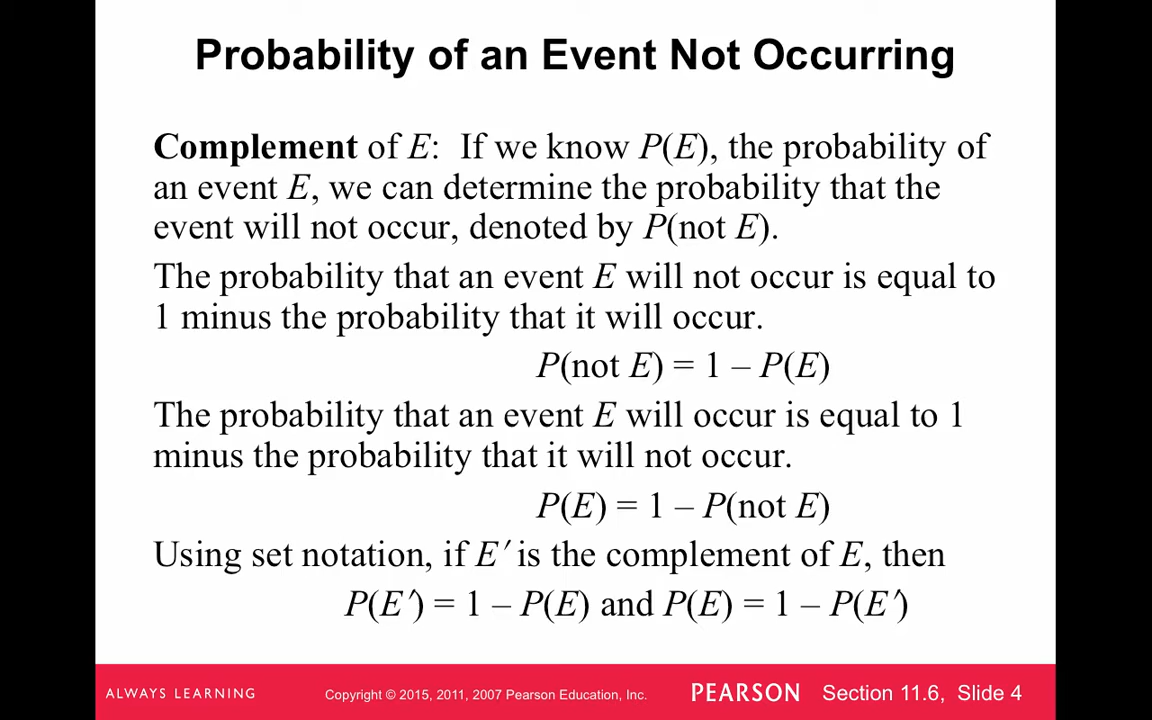 Probability of an Event Not Occurring
Complement of E: If we know P(E), the probability of
an event E, we can determine the probability that the
event will not occur, denoted by P(not E).
The probability that an event E will not occur is equal to
1 minus the probability that it will occur.
P(not E) = 1 – P(E)
The probability that an event E will occur is equal to 1
minus the probability that it will not occur.
P(E) = 1 – P(not E)
Using set notation, if E′ is the complement of E, then
P(E′) = 1 – P(E) and P(E) = 1 – P(E′)
ALWAYS LEARNING Copyright © 2015, 2011, 2007 Pearson Education, Inc. PEARSON Section 11.6, Slide 4